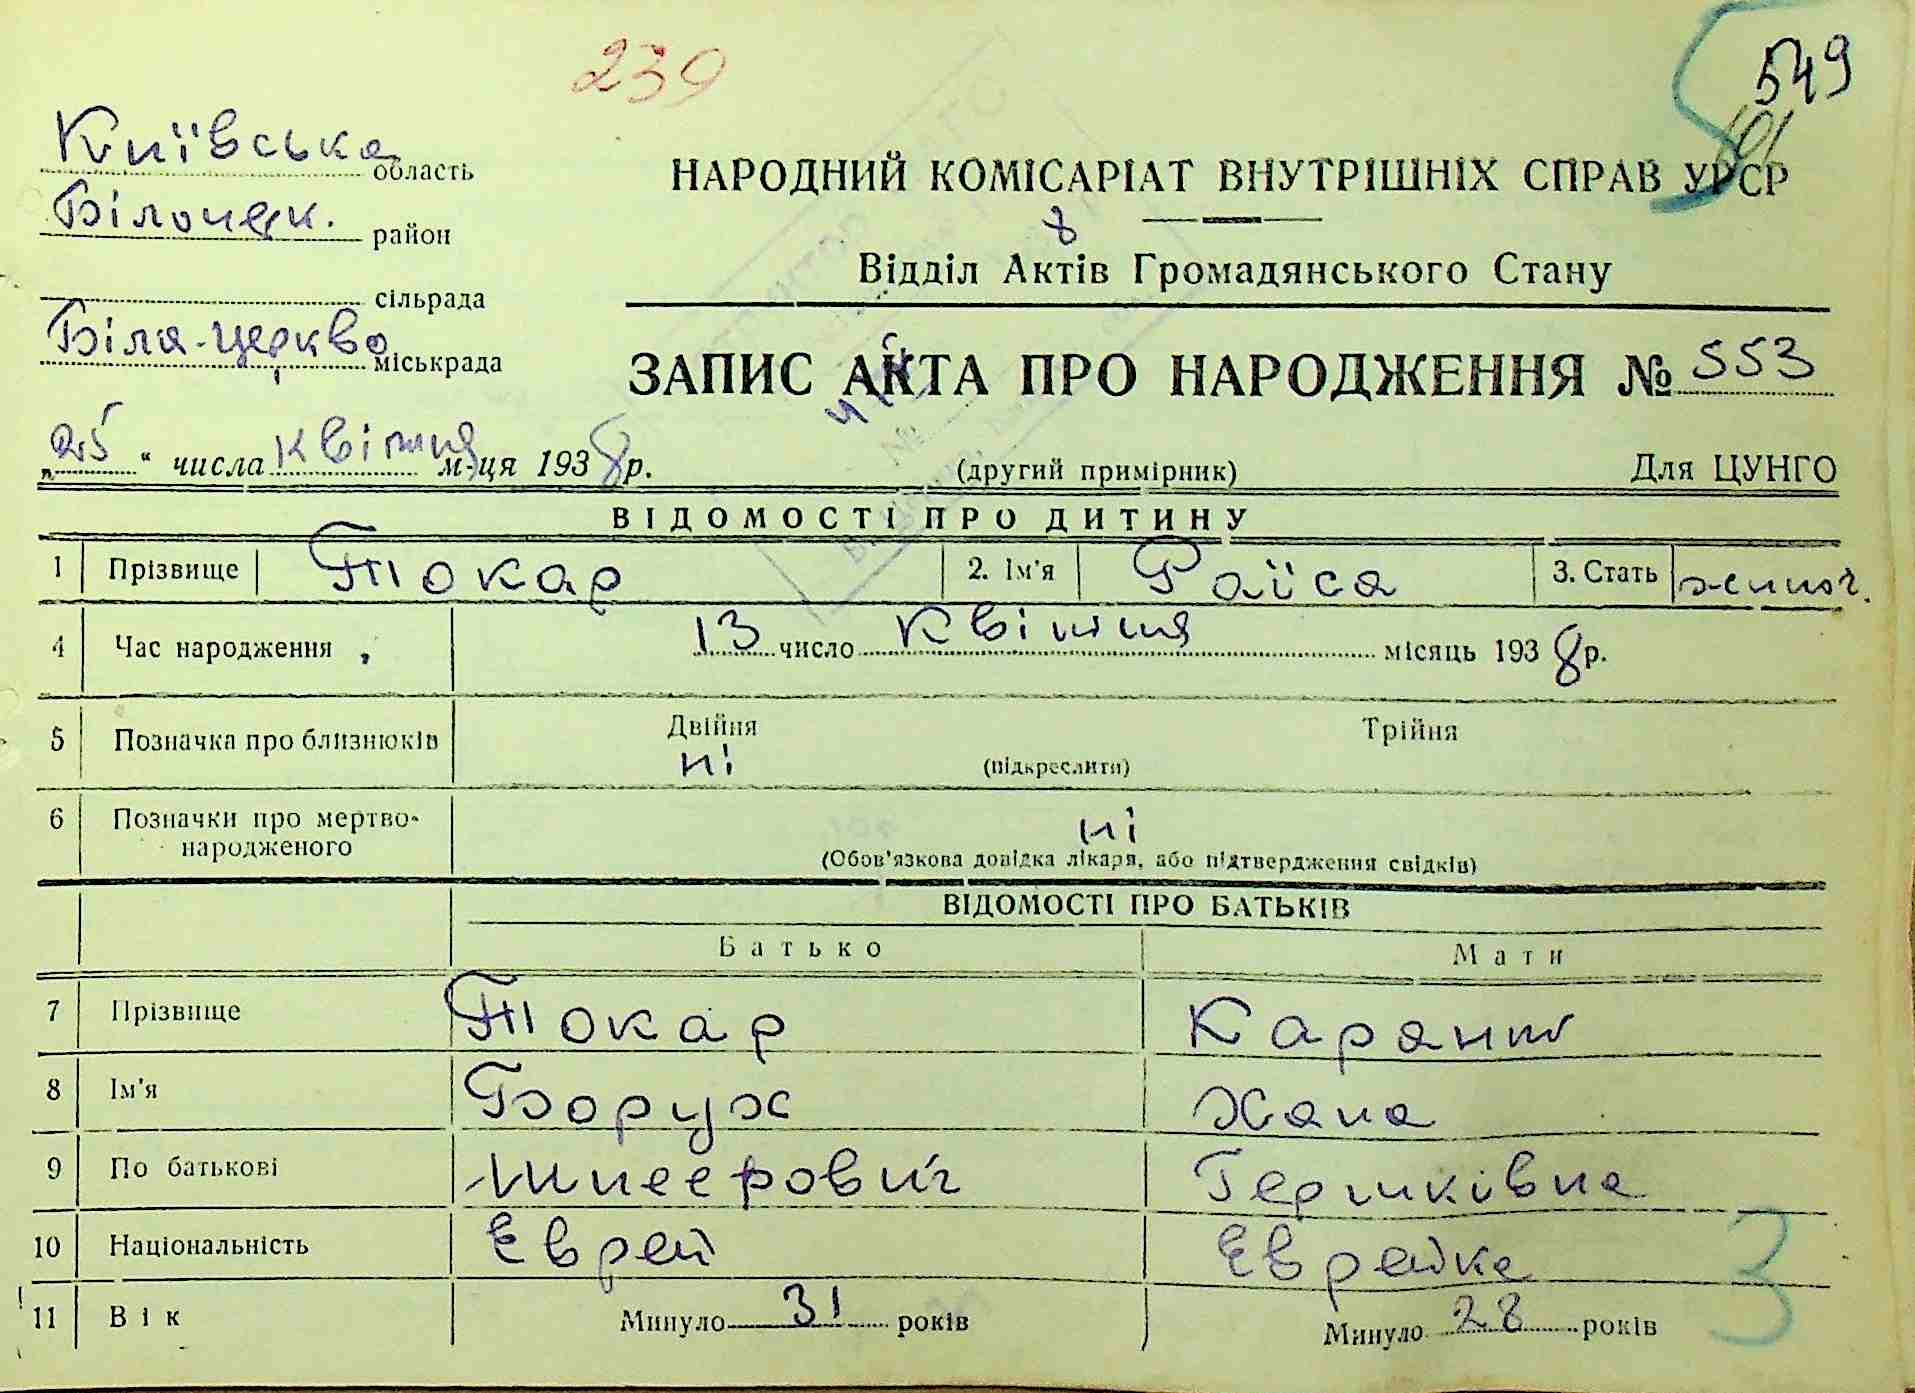 239
549
Київська область
Білоцерк. район
сільрада
Біла-Церква міськрада
НАРОДНИЙ КОМІСАРІАТ ВНУТРІШНІХ СПРАВ УРСР
Відділ Актів Громадянського Стану
ЗАПИС АКТА ПРО НАРОДЖЕННЯ № 553
„25“ числа квітня м-ця 1938 р.
(другий примірник)
Для ЦУНГО
ВІДОМОСТІ ПРО ДИТИНУ
1 Прізвище Токар 2. Ім'я Раїса 3. Стать жіноч.
4 Час народження 13 число квітня місяць 1938 р.
5 Позначка про близнюків Двійня Трійня
ні (підкреслити)
6 Позначки про мертво-
народженого ні
(Обов'язкова довідка лікаря, або підтвердження свідків)
ВІДОМОСТІ ПРО БАТЬКІВ
Батько Мати
7 Прізвище Токар Карант
8 Ім'я Борух Хана
9 По батькові Гершківна
10 Національність Еврей Еврейка
11 Вік Минуло 31 років Минуло 28 років
3